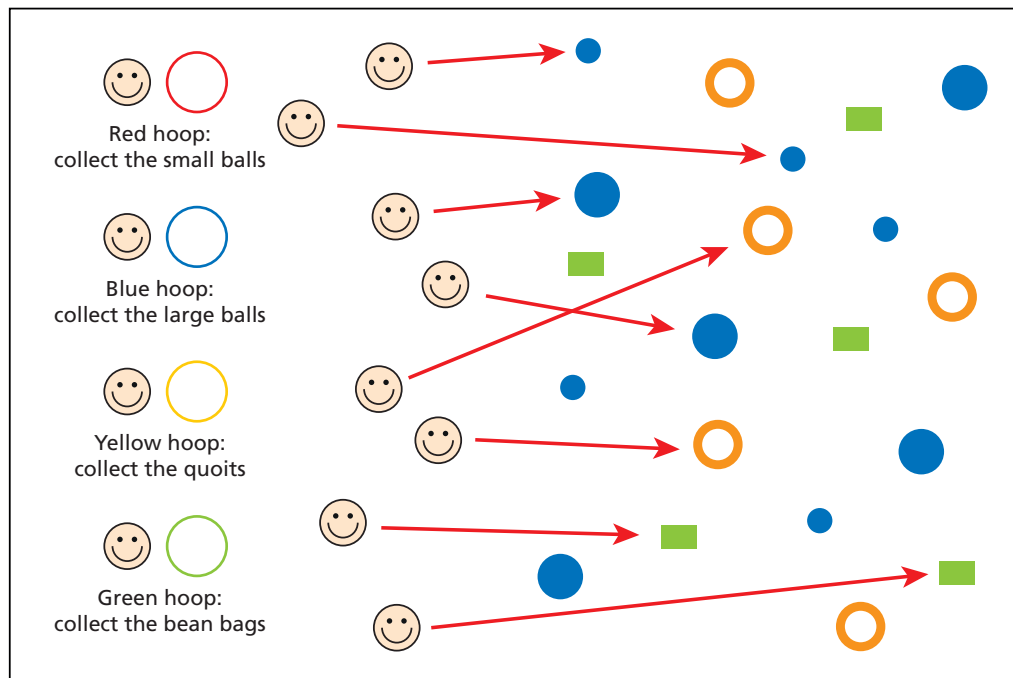 Red hoop:
collect the small balls
Blue hoop:
collect the large balls
Yellow hoop:
collect the quoits
Green hoop:
collect the bean bags